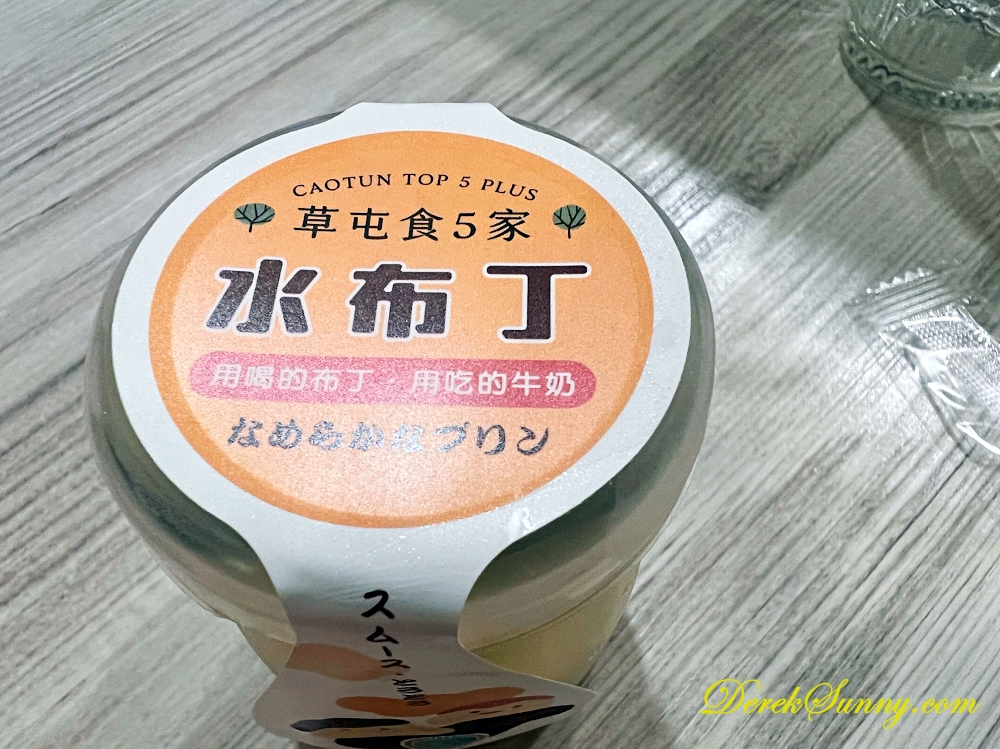 CAOTUN TOP 5 PLUS
草屯食5家
水布丁
用喝的布丁，用吃的牛奶
なめらかなプリン
スムース・
DerekSunny.com